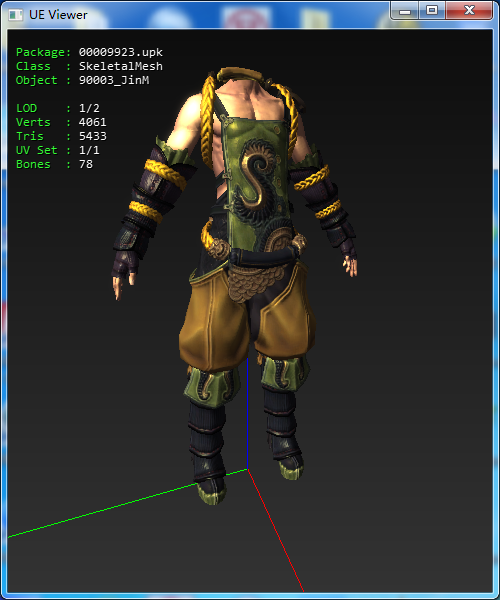 UE Viewer
Package: 00009923.upk
Class : SkeletalMesh
Object : 90003_JinM
LOD : 1/2
Verts : 4061
Tris : 5433
UV Set : 1/1
Bones : 78